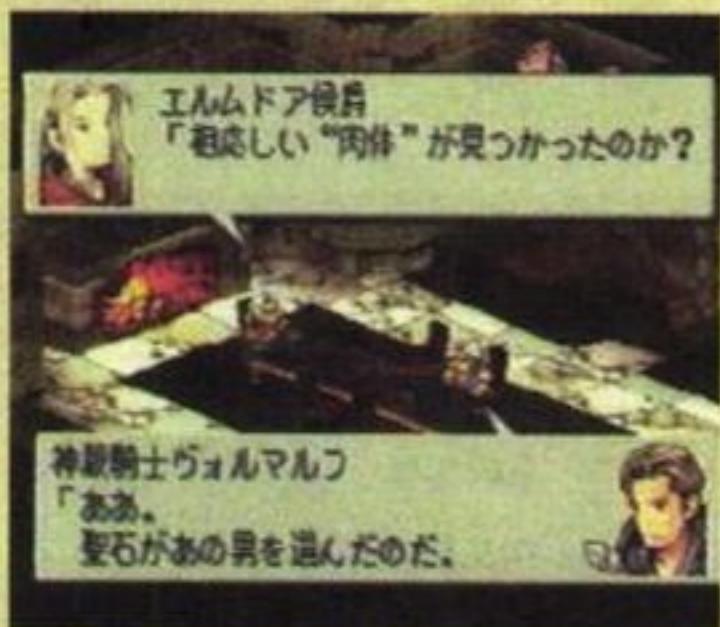 エルムドア侯爵
「相応しい“肉体”が見つかったのか？
神殿騎士ヴォルマルフ
「ああ。
聖石があの男を選んだのだ。